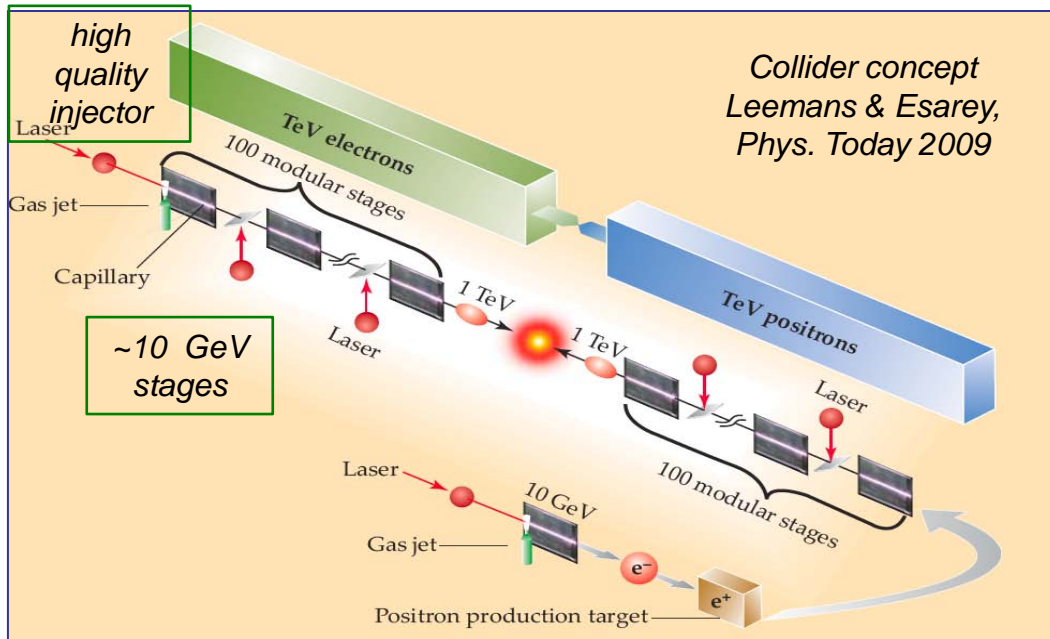 high
quality
injector
Collider concept
Leemans & Esarey,
Phys. Today 2009
TeV electrons
Laser
100 modular stages
Gas jet
Capillary
TeV positrons
1 TeV
1 TeV
Laser
~10 GeV
stages
Laser
100 modular stages
Laser
10 GeV
Gas jet
e−
e+
Positron production target